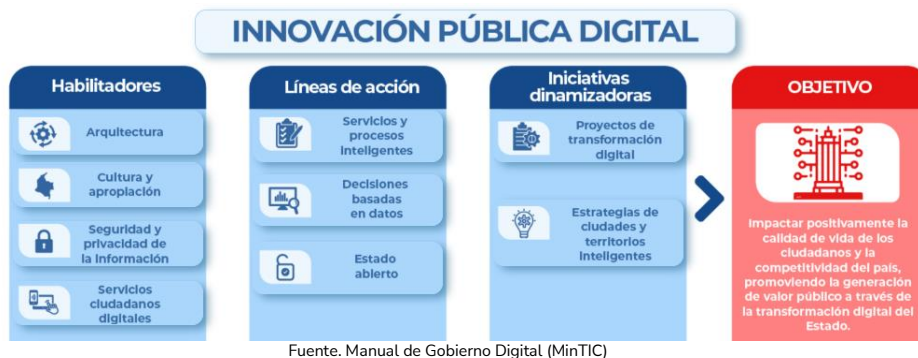 INNOVACIÓN PÚBLICA DIGITAL
Habilitadores
Arquitectura
Cultura y
apropiación
Seguridad y
privacidad de
la información
Servicios
ciudadanos
digitales
Líneas de acción
Servicios y
procesos
inteligentes
Decisiones
basadas
en datos
Estado
abierto
Iniciativas
dinamizadoras
Proyectos de
transformación
digital
Estrategias de
ciudades y
territorios
inteligentes
OBJETIVO
Impactar positivamente la
calidad de vida de los
ciudadanos y la
competitividad del país,
promoviendo la generación
de valor público a través de
la transformación digital del
Estado.
Fuente. Manual de Gobierno Digital (MinTIC)